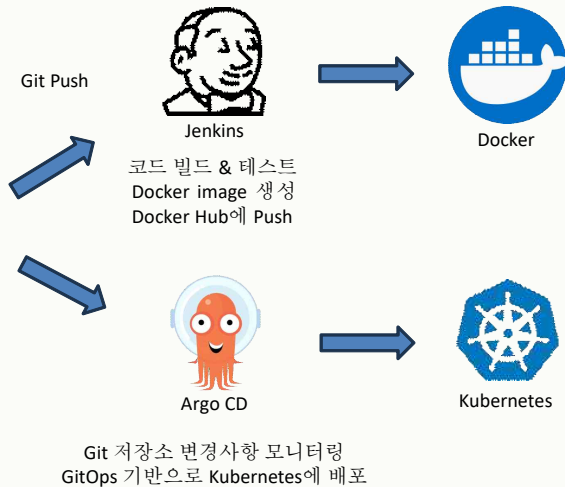 Git Push
Jenkins
Docker
코드 빌드 & 테스트
Docker image 생성
Docker Hub에 Push
Argo CD
Kubernetes
Git 저장소 변경사항 모니터링
GitOps 기반으로 Kubernetes에 배포